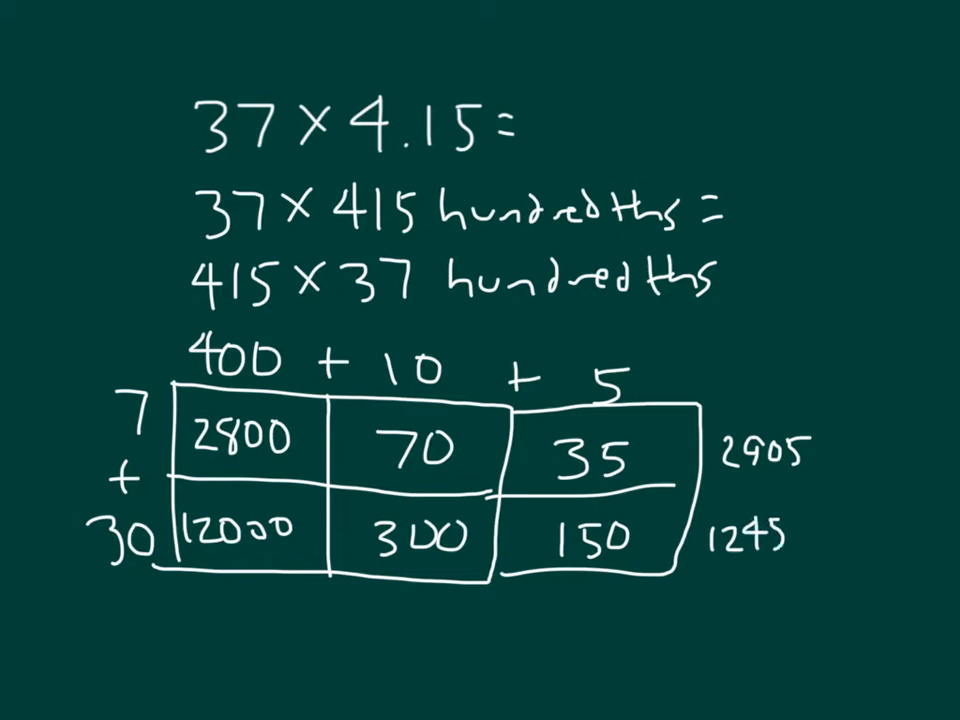 37 × 4.15 =
37 × 415 hundredths =
415 × 37 hundredths
400 + 10 + 5
7 2800 70 35 2905
+
30 12000 300 150 1245